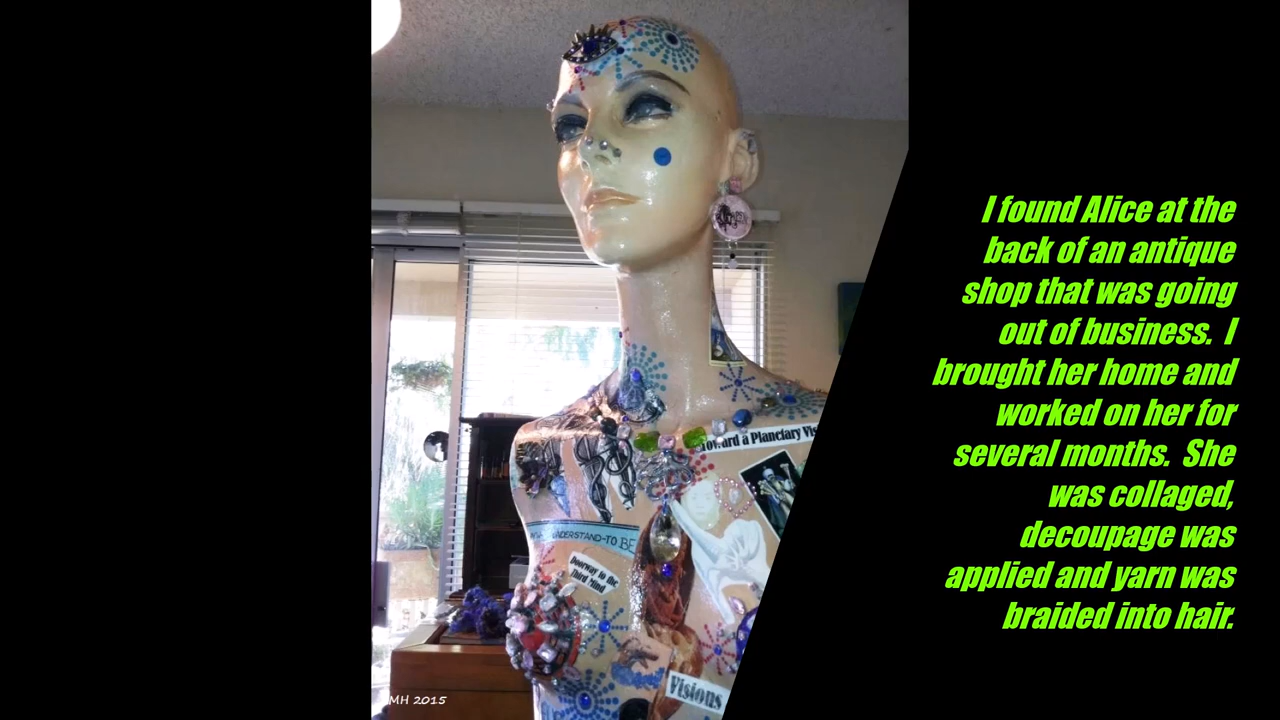 I found Alice at the
back of an antique
shop that was going
out of business. I
brought her home and
worked on her for
several months. She
was collaged,
decoupage was
applied and yarn was
braided into hair.
Toward a Planetary
UNDERSTAND-TO BE
Doorway to the
Third Mind
Visions
MH 2015